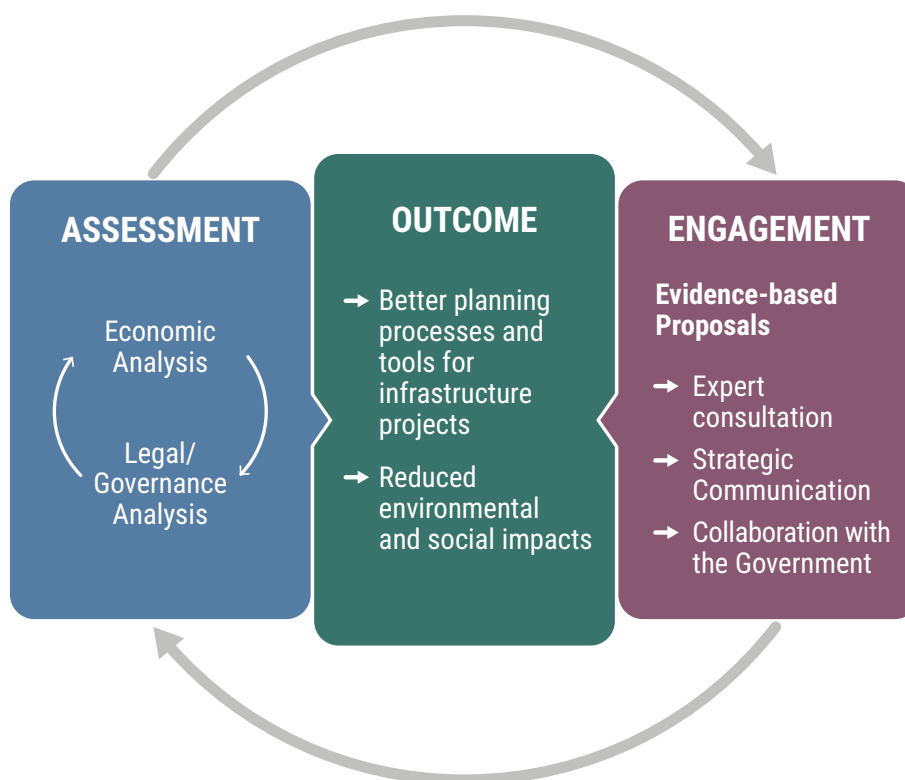 ASSESSMENT
Economic
Analysis
Legal/
Governance
Analysis
OUTCOME
Better planning
processes and
tools for
infrastructure
projects
Reduced
environmental
and social impacts
ENGAGEMENT
Evidence-based
Proposals
Expert
consultation
Strategic
Communication
Collaboration with
the Government